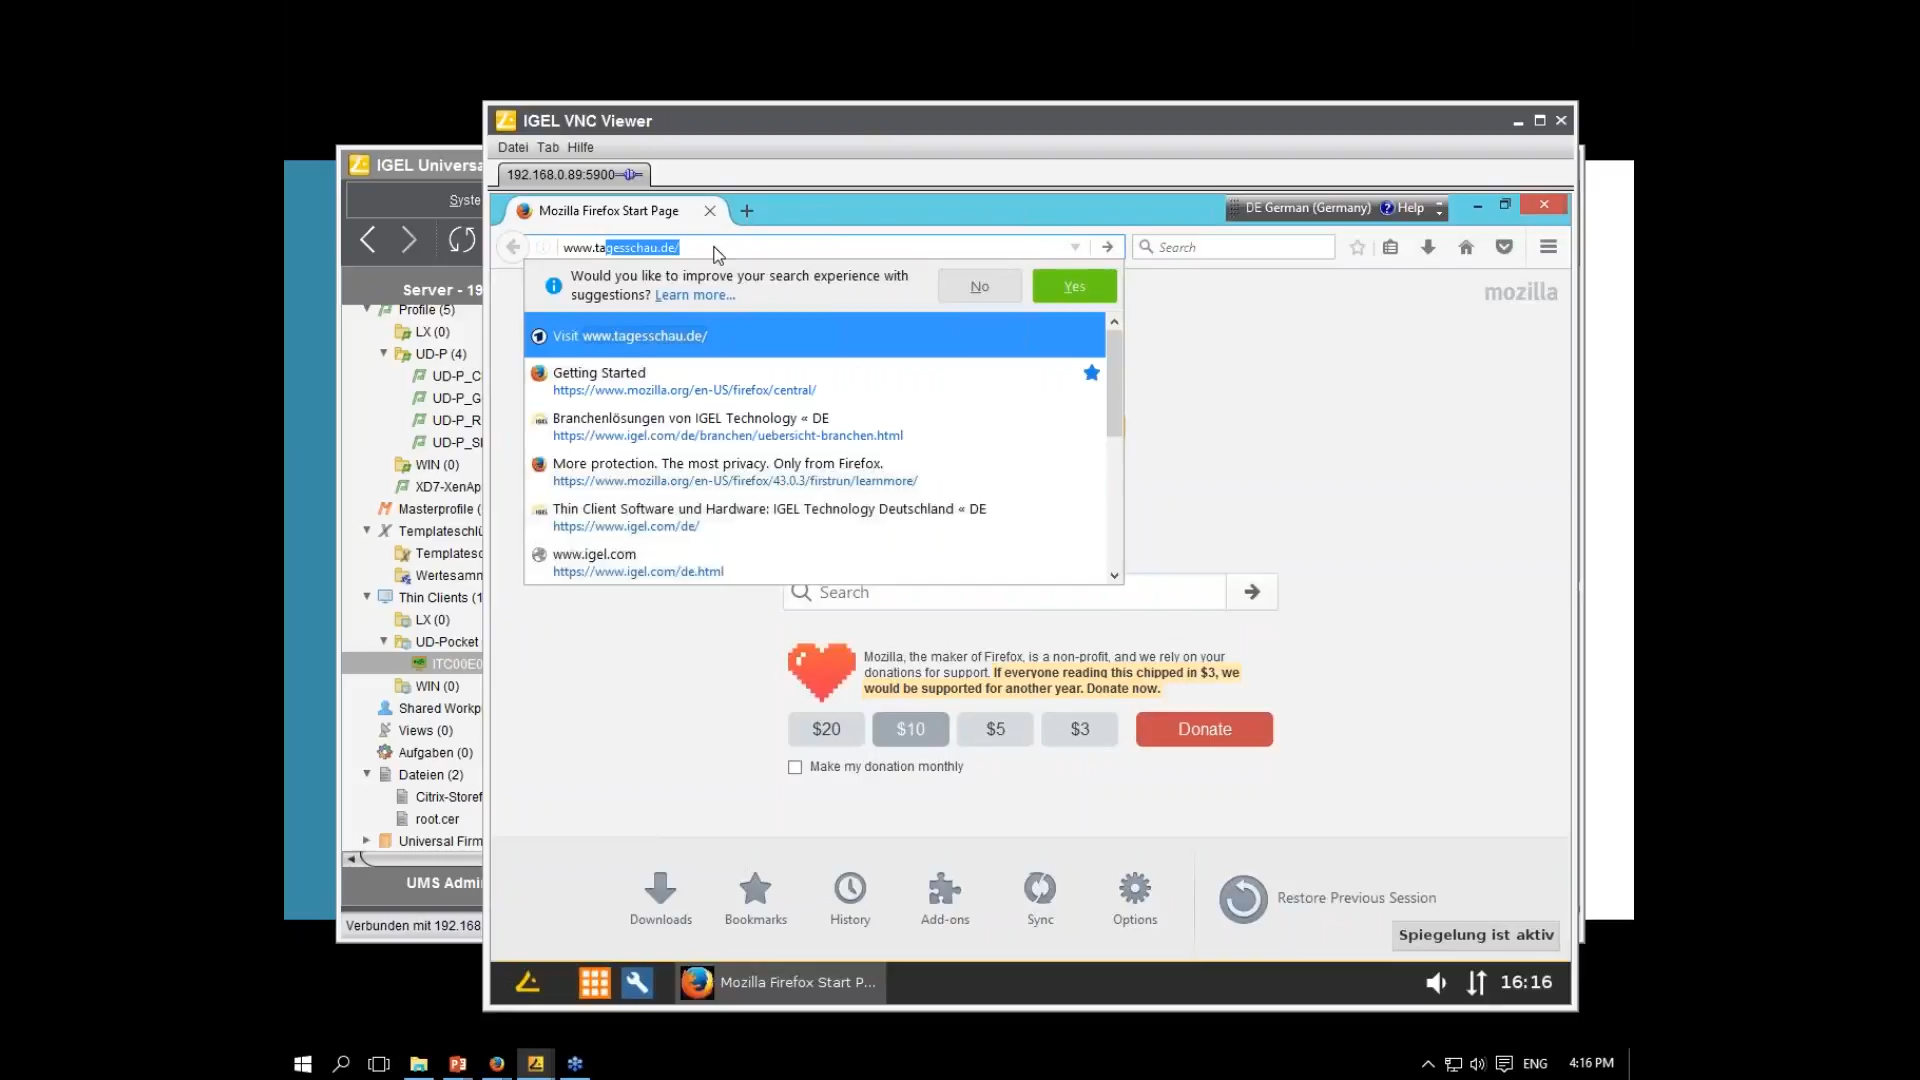 IGEL VNC Viewer
Datei Tab Hilfe
192.168.0.89:5900
IGEL Universa
Syste
Server - 19
Profile (5)
LX (0)
UD-P (4)
UD-P_C
UD-P_G
UD-P_R
UD-P_S
WIN (0)
XD7-XenAp
Masterprofile (
Templateschlü
Templatesc
Wertesamm
Thin Clients (1
LX (0)
UD-Pocket
ITC00E0
WIN (0)
Shared Workp
Views (0)
Aufgaben (0)
Dateien (2)
Citrix-Storef
root.cer
Universal Firm
UMS Admi
Verbunden mit 192.168
Mozilla Firefox Start Page
DE German (Germany) Help
www.tagesschau.de/
Search
Would you like to improve your search experience with
suggestions? Learn more...
No
Yes
mozilla
Visit www.tagesschau.de/
Getting Started
https://www.mozilla.org/en-US/firefox/central/
Branchenlösungen von IGEL Technology « DE
https://www.igel.com/de/branchen/uebersicht-branchen.html
More protection. The most privacy. Only from Firefox.
https://www.mozilla.org/en-US/firefox/43.0.3/firstrun/learnmore/
Thin Client Software und Hardware: IGEL Technology Deutschland « DE
https://www.igel.com/de/
www.igel.com
https://www.igel.com/de.html
Search
Mozilla, the maker of Firefox, is a non-profit, and we rely on your
donations for support. If everyone reading this chipped in $3, we
would be supported for another year. Donate now.
$20 $10 $5 $3 Donate
Make my donation monthly
Downloads Bookmarks History Add-ons Sync Options
Restore Previous Session
Spiegelung ist aktiv
Mozilla Firefox Start P...
16:16
ENG 4:16 PM